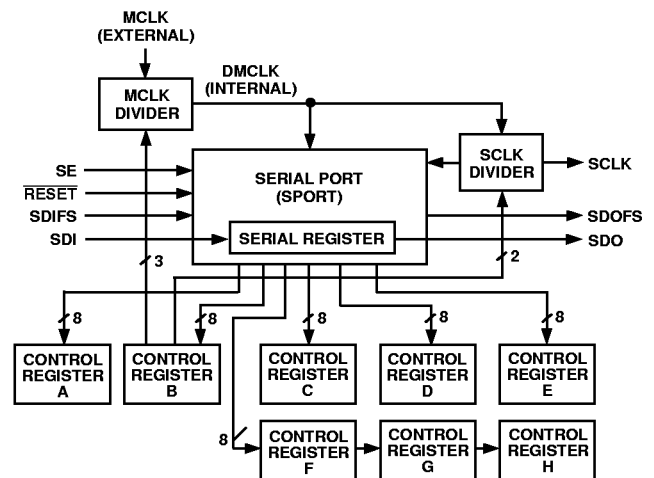 MCLK
(EXTERNAL)
DMCLK
(INTERNAL)
MCLK
DIVIDER
SE
RESET
SDIFS
SDI
SERIAL PORT
(SPORT)
SERIAL REGISTER
SCLK
DIVIDER
SCLK
SDOFS
SDO
3
2
8
8
8
8
8
CONTROL
REGISTER
A
CONTROL
REGISTER
B
CONTROL
REGISTER
C
CONTROL
REGISTER
D
CONTROL
REGISTER
E
8
CONTROL
REGISTER
F
CONTROL
REGISTER
G
CONTROL
REGISTER
H